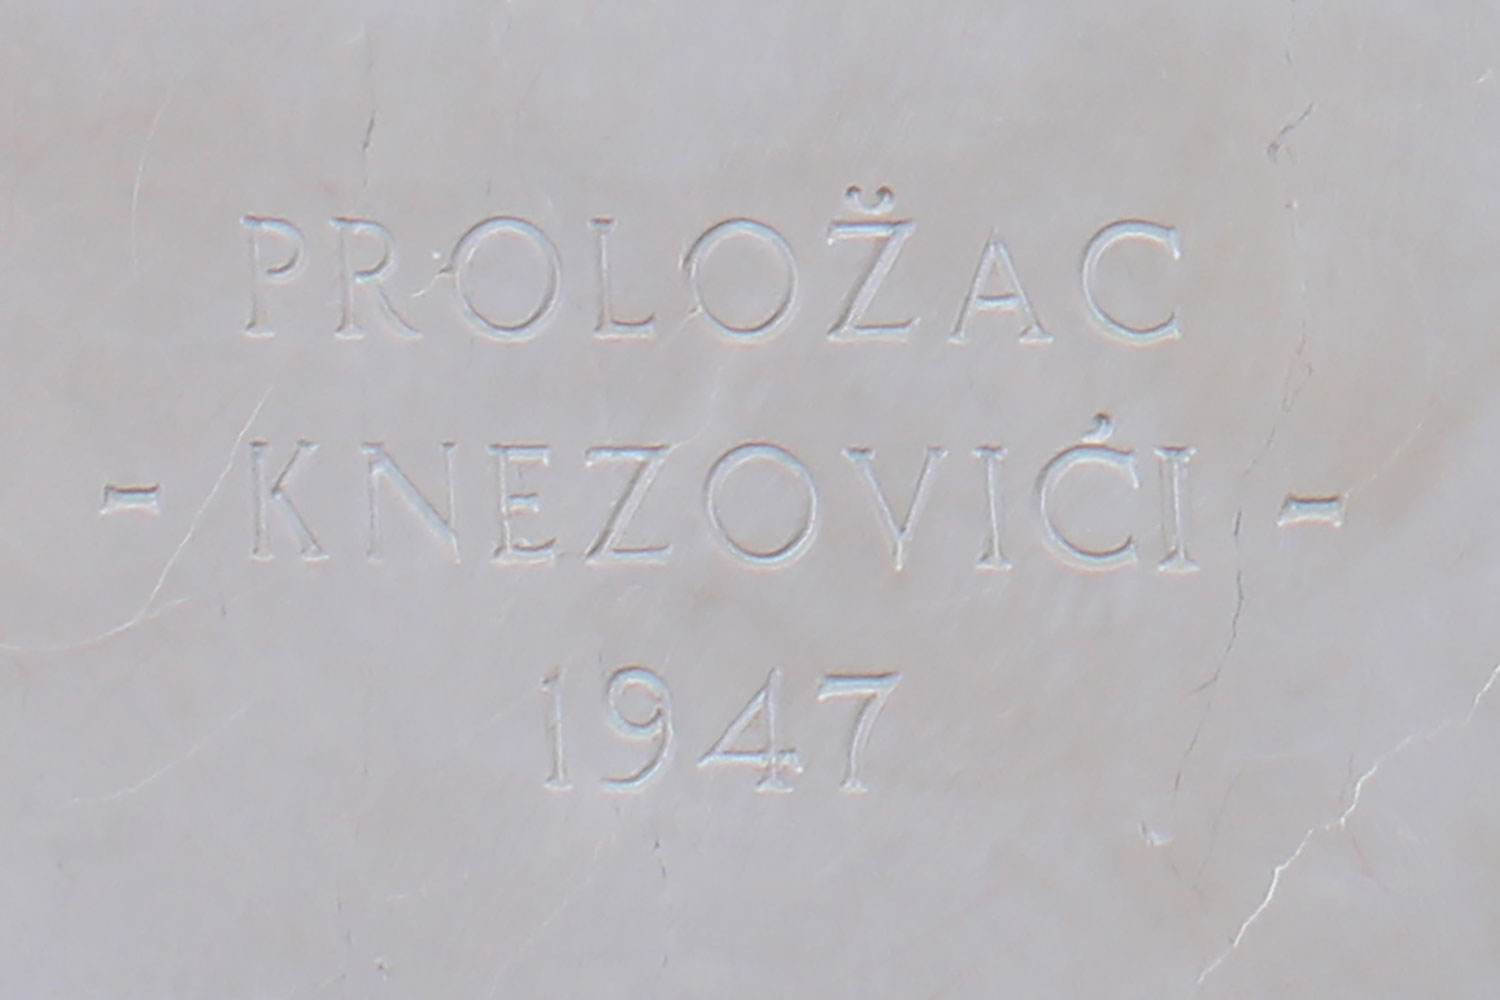 PROLOŽAC
- KNEZOVIĆI -
1947